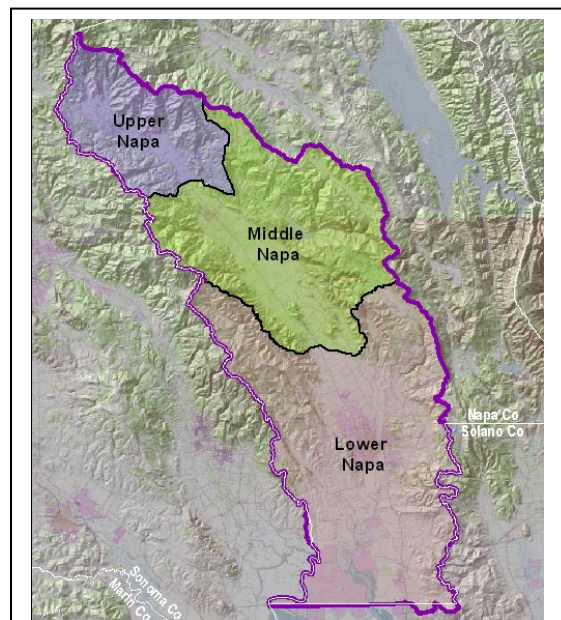 Upper
Napa
Middle
Napa
Napa Co
Solano Co
Lower
Napa
Sonoma Co
Marin Co